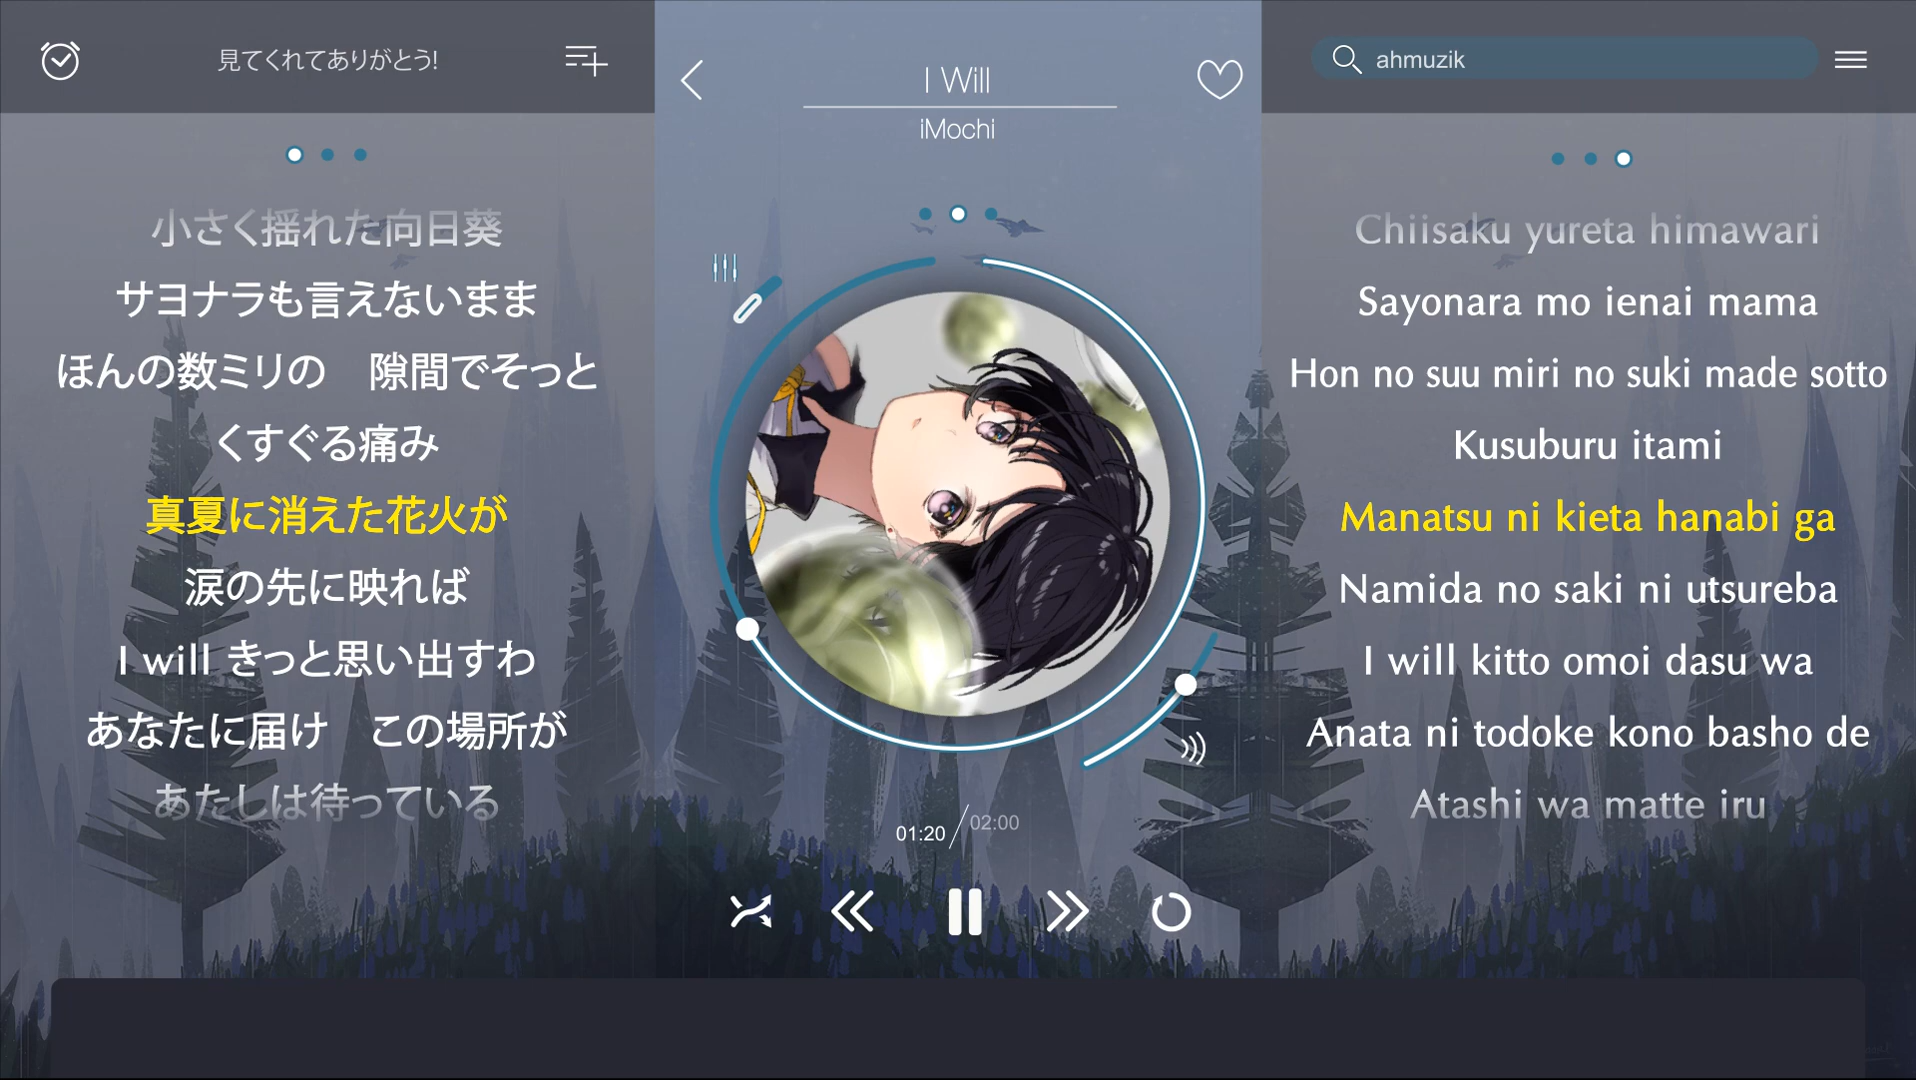 見てくれてありがとう!
小さく揺れた向日葵
サヨナラも言えないまま
ほんの数ミリの　隙間でそっと
くすぐる痛み
真夏に消えた花火が
涙の先に映れば
I will きっと思い出すわ
あなたに届け　この場所が
あたしは待っている
I Will
iMochi
01:20/02:00
ahmuzik
Chiisaku yureta himawari
Sayonara mo ienai mama
Hon no suu miri no suki made sotto
Kusuburu itami
Manatsu ni kieta hanabi ga
Namida no saki ni utsureba
I will kitto omoi dasu wa
Anata ni todoke kono basho de
Atashi wa matte iru